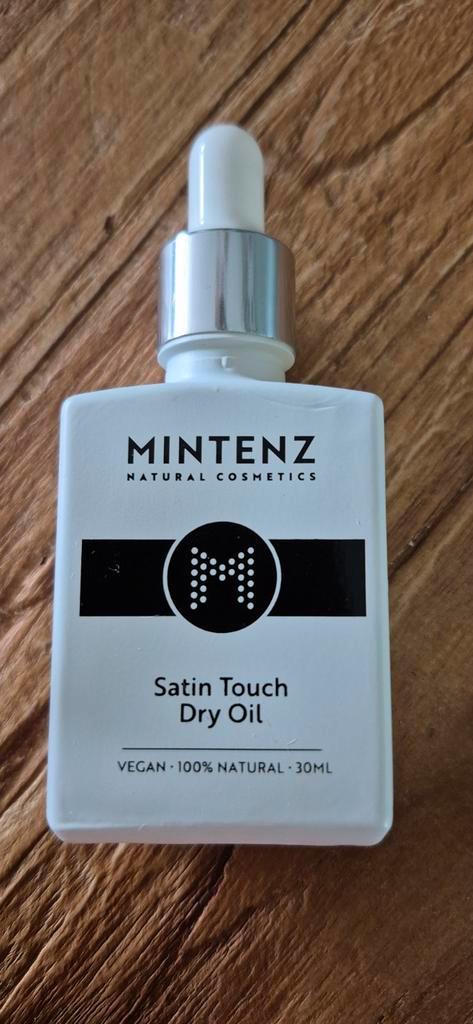 MINTENZ
NATURAL COSMETICS
M
Satin Touch
Dry Oil
VEGAN · 100% NATURAL · 30ML